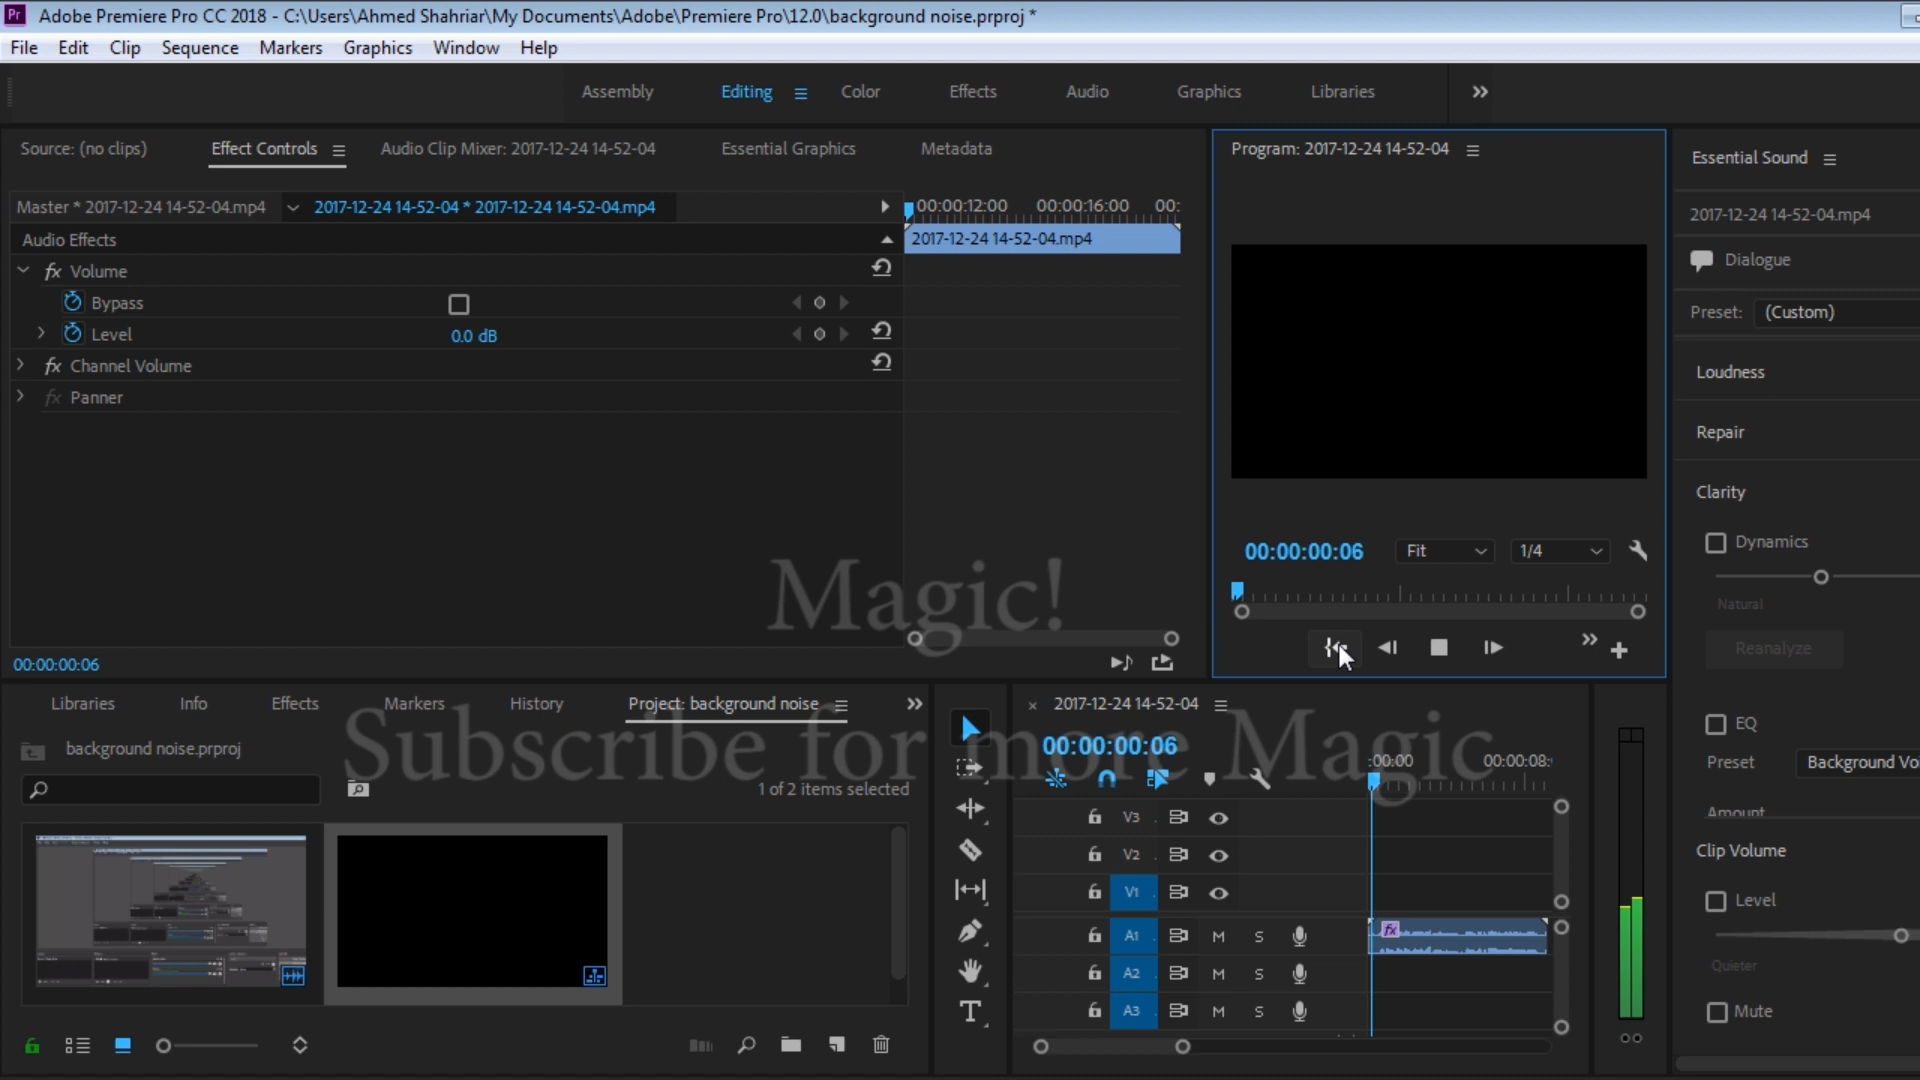 Adobe Premiere Pro CC 2018 - C:\Users\Ahmed Shahriar\My Documents\Adobe\Premiere Pro\12.0\background noise.prproj *
File Edit Clip Sequence Markers Graphics Window Help
Assembly Editing Color Effects Audio Graphics Libraries
Source: (no clips) Effect Controls Audio Clip Mixer: 2017-12-24 14-52-04 Essential Graphics Metadata
Program: 2017-12-24 14-52-04
Essential Sound
Master * 2017-12-24 14-52-04.mp4 2017-12-24 14-52-04 * 2017-12-24 14-52-04.mp4
00:00:12:00 00:00:16:00 00:
2017-12-24 14-52-04.mp4
Audio Effects
2017-12-24 14-52-04.mp4
fx Volume
Bypass
Level 0.0 dB
fx Channel Volume
fx Panner
Dialogue
Preset: (Custom)
Loudness
Repair
Clarity
Dynamics
Natural
Reanalyze
EQ
Preset Background Vo
Amount
Clip Volume
Level
Quieter
Mute
00:00:00:06 Fit 1/4
Magic!
00:00:00:06
Libraries Info Effects Markers History Project: background noise
background noise.prproj
Subscribe for more Magic
1 of 2 items selected
2017-12-24 14-52-04
00:00:00:06
:00:00 00:00:08:
V3
V2
V1
A1 M S fx
A2 M S
A3 M S
T